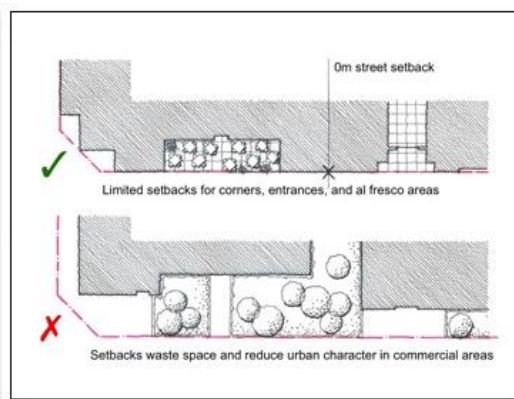 0m street setback
Limited setbacks for corners, entrances, and al fresco areas
Setbacks waste space and reduce urban character in commercial areas